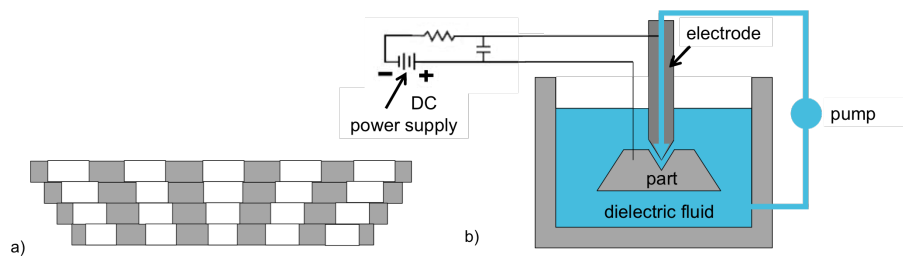 electrode
− +
DC
power supply
pump
part
dielectric fluid
a)
b)